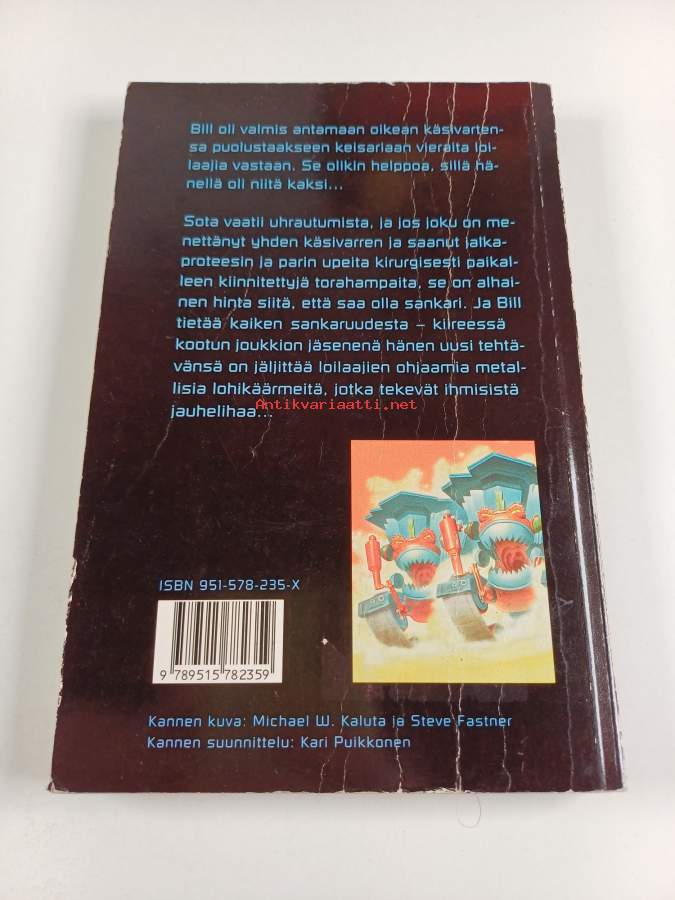 Bill oli valmis antamaan oikean käsivarten-
sa puolustaakseen keisariaan vieraita loi-
laajia vastaan. Se olikin helppoa, sillä hä-
nellä oli niitä kaksi...
Sota vaatii uhrautumista, ja jos joku on me-
nettänyt yhden käsivarren ja saanut jalka-
proteesin ja parin upeita kirurgisesti paikal-
leen kiinnitettyjä torahampaita, se on alhai-
nen hinta siitä, että saa olla sankari. Ja Bill
tietää kaiken sankaruudesta – kiireessä
kootun joukkion jäsenenä hänen uusi tehtä-
vänsä on jäljittää loilaajien ohjaamia metal-
lisia lohikäärmeitä, jotka tekevät ihmisistä
Antikvariaatti.net
jauhelihaa...
ISBN 951-578-235-X
9 789515 782359
Kannen kuva: Michael W. Kaluta ja Steve Fastner
Kannen suunnittelu: Kari Puikkonen